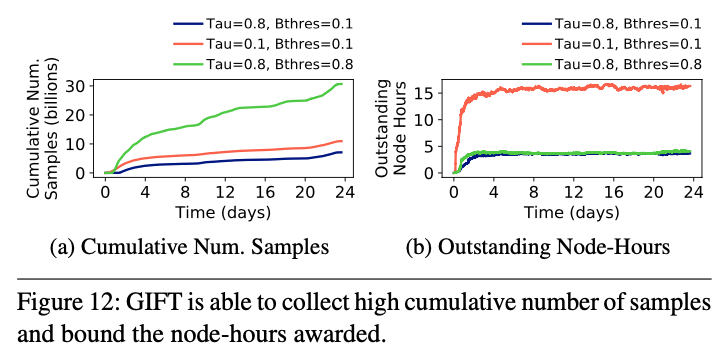 Tau=0.8, Bthres=0.1
Tau=0.1, Bthres=0.1
Tau=0.8, Bthres=0.8
Cumulative Num.
Samples (billions)
30
20
10
0
0 4 8 12 16 20 24
Time (days)
(a) Cumulative Num. Samples
Tau=0.8, Bthres=0.1
Tau=0.1, Bthres=0.1
Tau=0.8, Bthres=0.8
Outstanding
Node Hours
15
10
5
0
0 4 8 12 16 20 24
Time (days)
(b) Outstanding Node-Hours
Figure 12: GIFT is able to collect high cumulative number of samples
and bound the node-hours awarded.